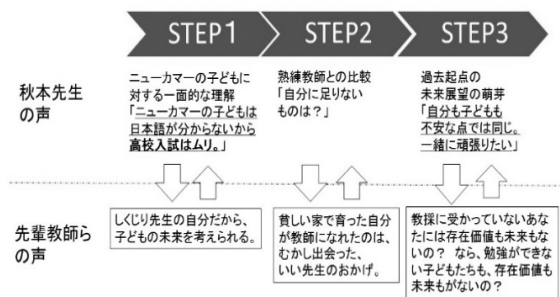 STEP1
STEP2
STEP3
秋本先生
の声
ニューカマーの子どもに
対する一面的な理解
「ニューカマーの子どもは
日本語が分からないから
高校入試はムリ。」
熟練教師との比較
「自分に足りない
ものは？」
過去起点の
未来展望の萌芽
「自分も子どもも
不安な点では同じ。
一緒に頑張りたい」
先輩教師ら
の声
しくじり先生の自分だから、
子どもの未来を考えられる。
貧しい家で育った自分
が教師になれたのは、
むかし出会った、
いい先生のおかげ。
教採に受かっていないあな
たには存在価値も未来もな
いの？ なら、勉強ができな
い子どもたちも、存在価値も
未来もがないの？